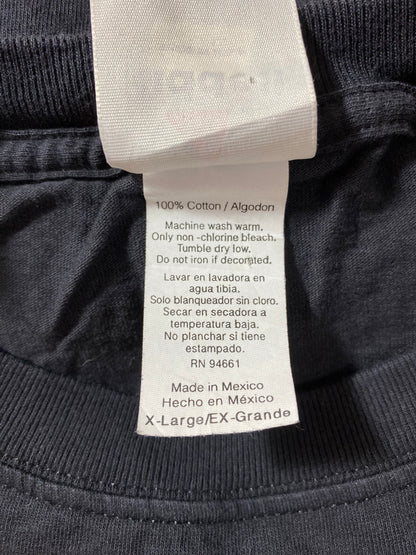 100% Cotton / Algodon
Machine wash warm.
Only non -chlorine bleach.
Tumble dry low.
Do not iron if decorated.
Lavar en lavadora en
agua tibia.
Solo blanqueador sin cloro.
Secar en secadora a
temperatura baja.
No planchar si tiene
estampado.
RN 94661
Made in Mexico
Hecho en México
X-Large/EX-Grande